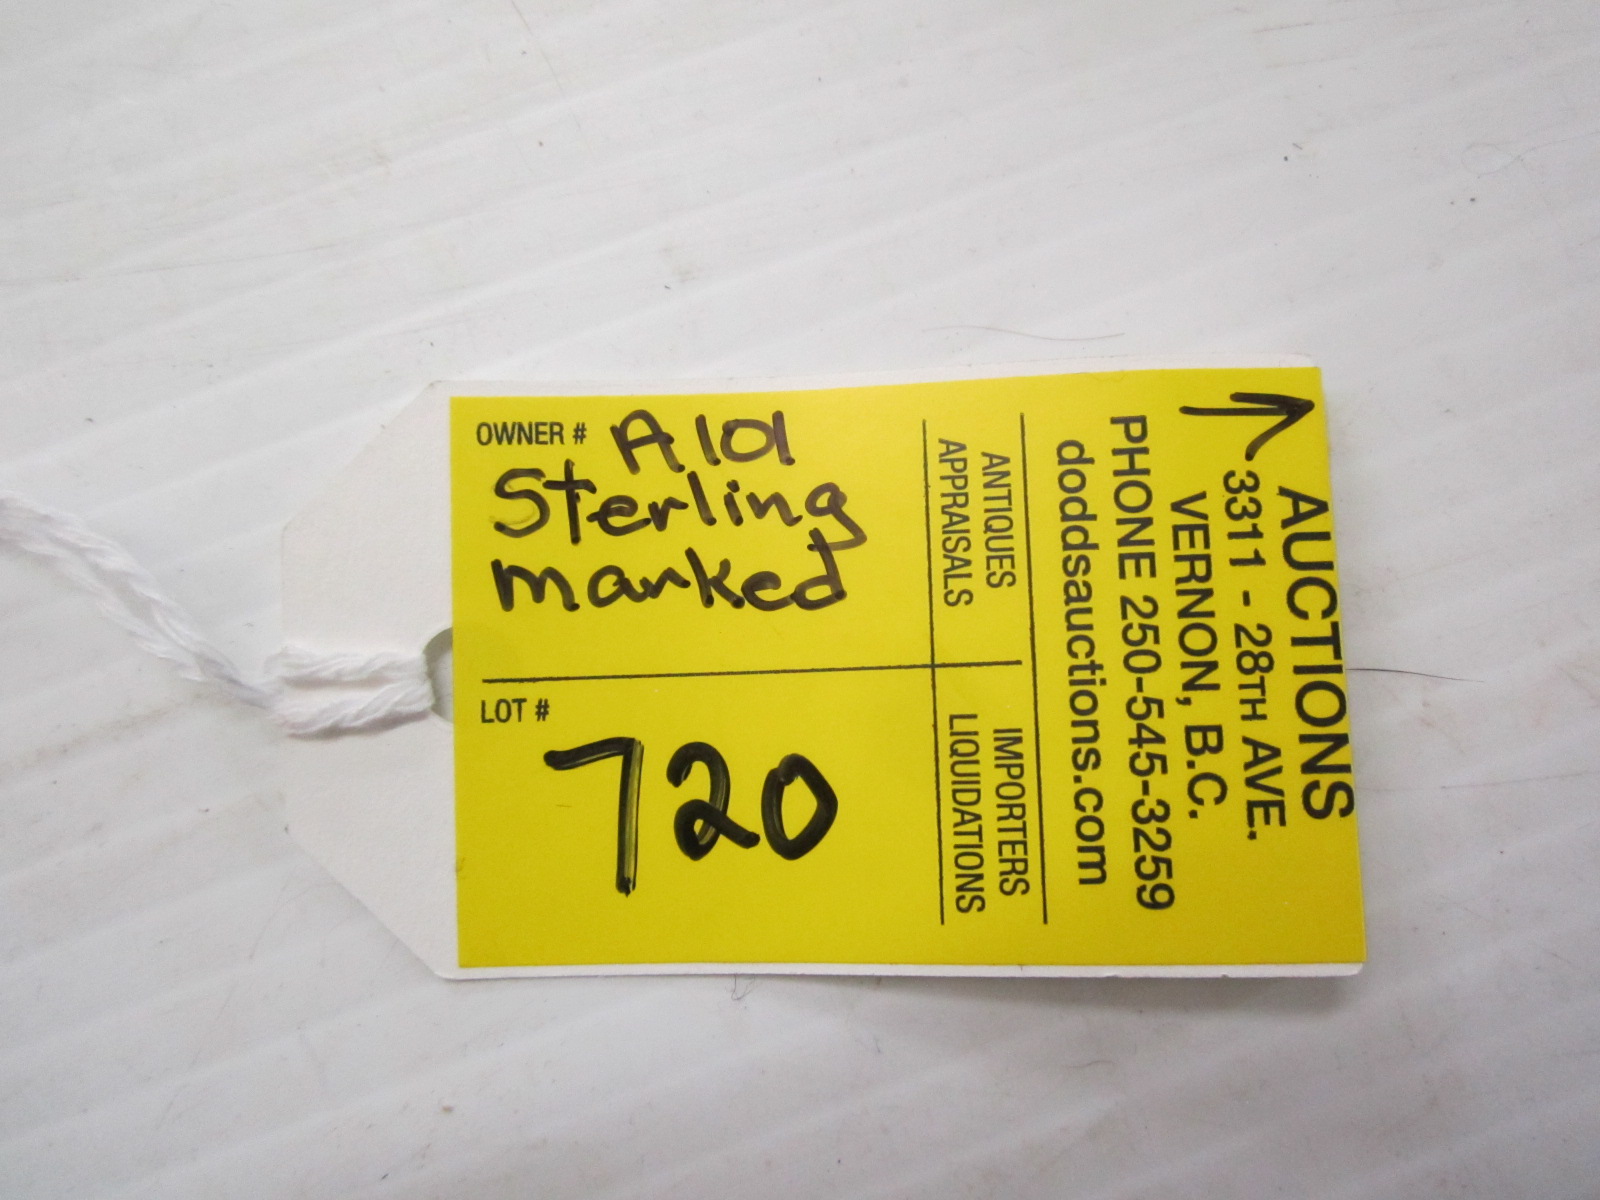 AUCTIONS
3311 - 28TH AVE.
VERNON, B.C.
PHONE 250-545-3259
doddsauctions.com
ANTIQUES
APPRAISALS
IMPORTERS
LIQUIDATIONS
OWNER # A101
Sterling
marked
LOT #
720